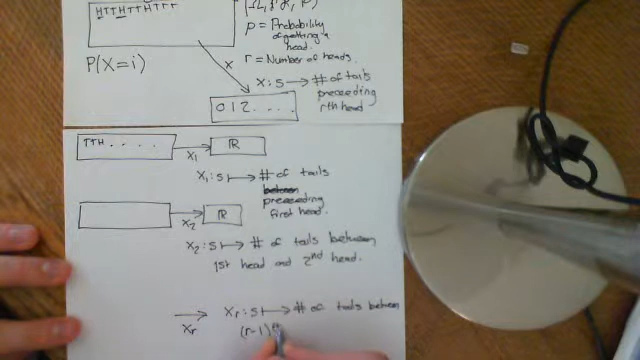 HTTHTTHTTT
p = Probability
of getting a
head.
P(X=i)
X
r = Number of heads.
X: s → # of tails
preceeding
rth head
0 1 2 . . . .
TTH . . . . .
X₁
ℝ
X₁: s ↦ # of tails
preceeding
first head.
X₂
ℝ
X₂: s ↦ # of tails between
1st head and 2nd head.
Xᵣ
Xᵣ: s ↦ # of tails between
(r-1)